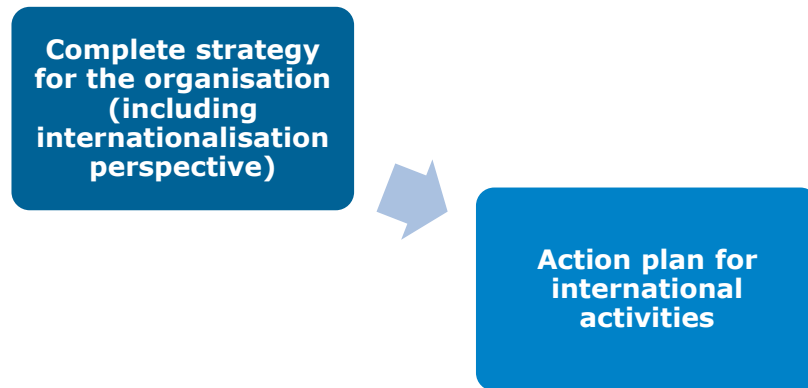 Complete strategy
for the organisation
(including
internationalisation
perspective)
Action plan for
international
activities